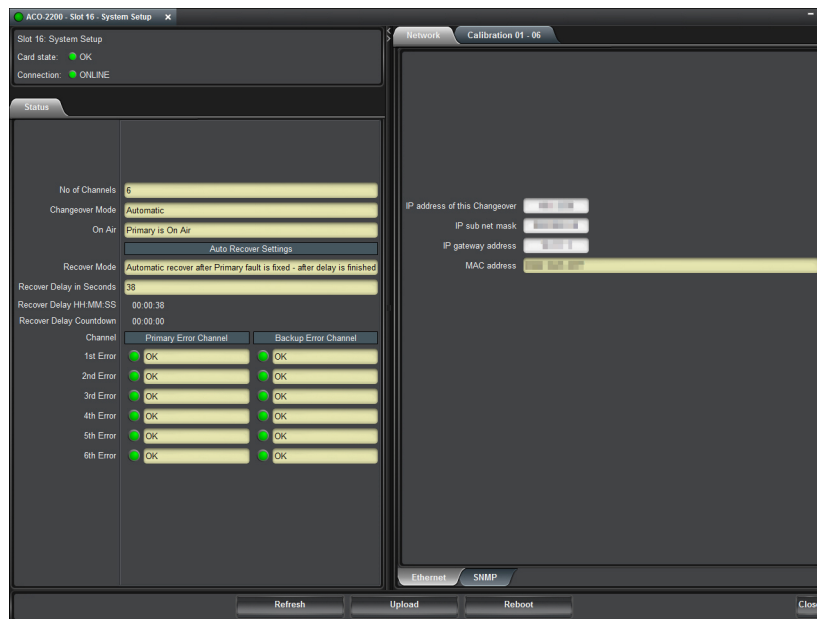 ACO-2200 - Slot 16 - System Setup x
Slot 16: System Setup
Card state: OK
Connection: ONLINE
Status
No of Channels 6
Changeover Mode Automatic
On Air Primary is On Air
Auto Recover Settings
Recover Mode Automatic recover after Primary fault is fixed - after delay is finished
Recover Delay in Seconds 38
Recover Delay HH:MM:SS 00:00:38
Recover Delay Countdown 00:00:00
Channel Primary Error Channel Backup Error Channel
1st Error OK OK
2nd Error OK OK
3rd Error OK OK
4th Error OK OK
5th Error OK OK
6th Error OK OK
Network Calibration 01 - 06
IP address of this Changeover
IP sub net mask
IP gateway address
MAC address
Ethernet SNMP
Refresh Upload Reboot Clos